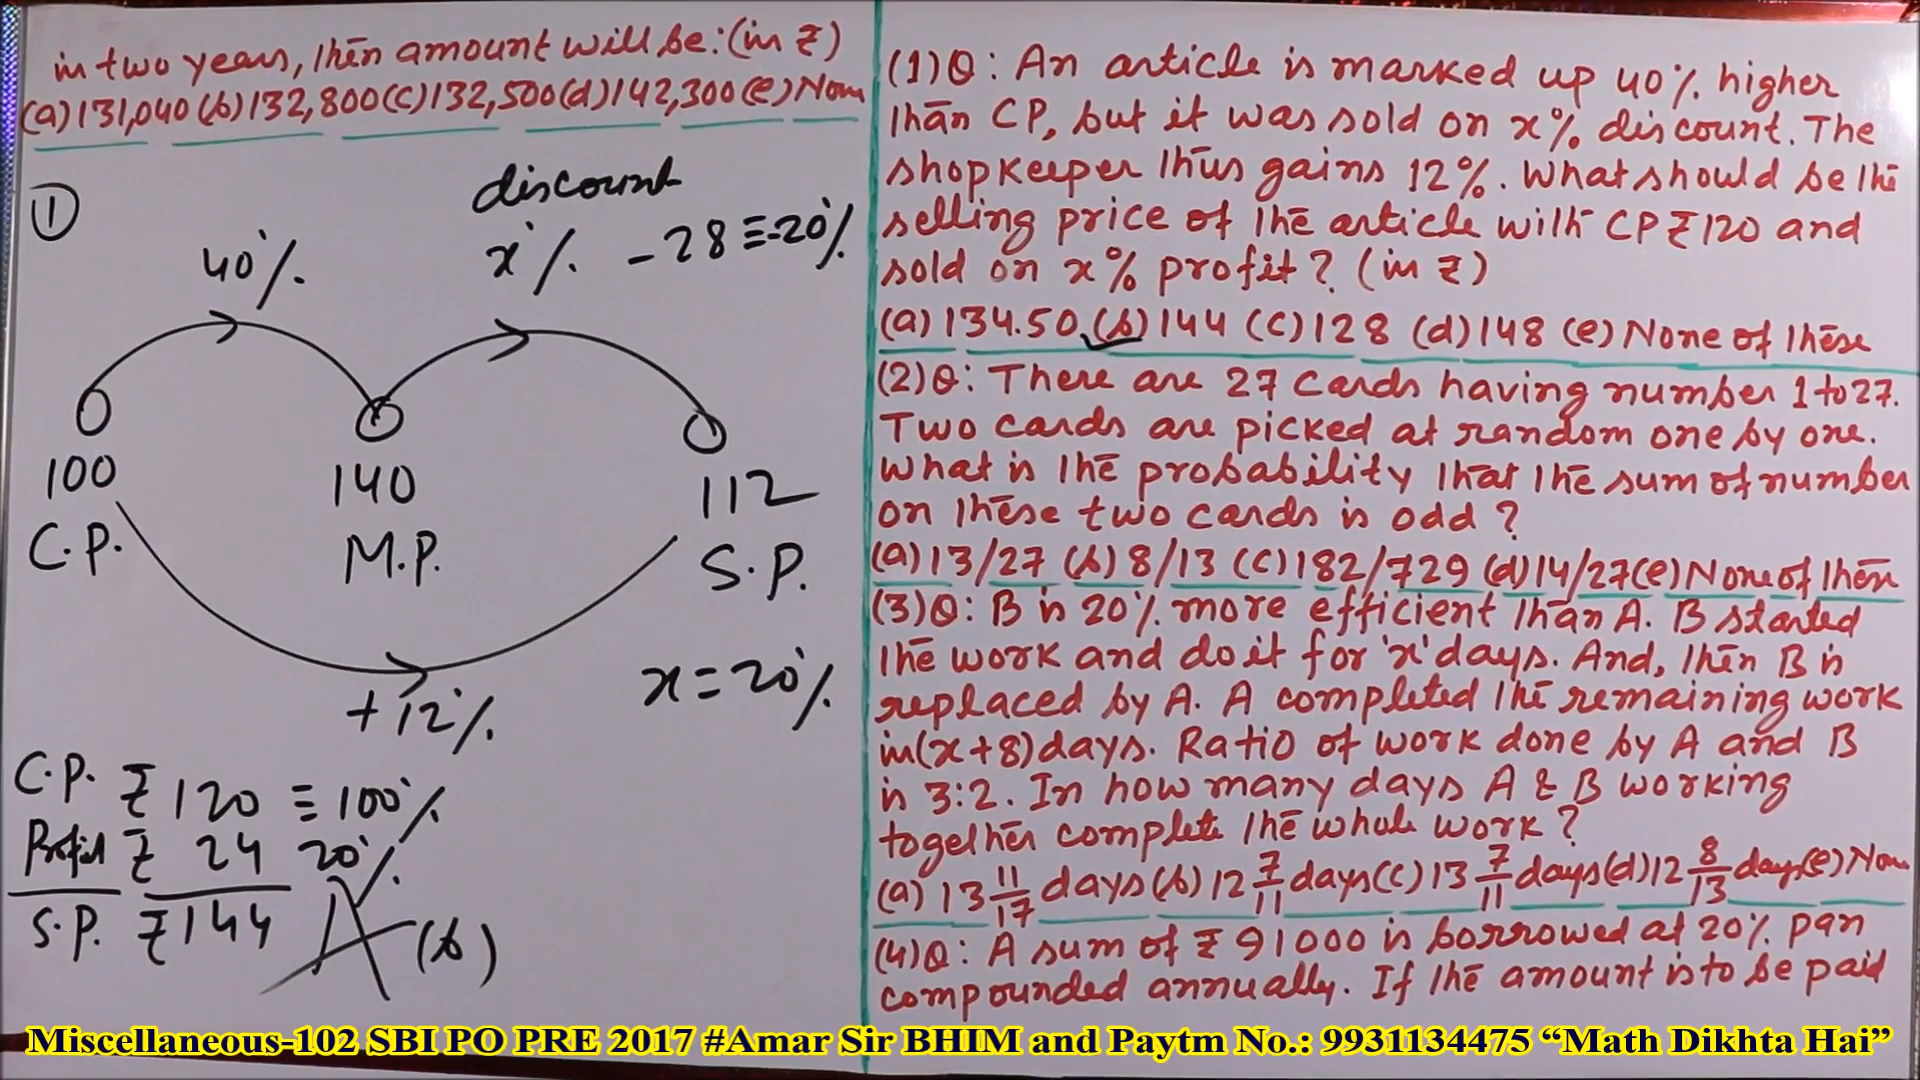 in two years, then amount will be: (in ₹)
(a) 131,040 (b) 132,800 (c) 132,500 (d) 142,300 (e) None
①
discount
40% x% -28 ≡ -20%
100 140 112
C.P. M.P. S.P.
+12%
x = 20%
C.P. ₹ 120 ≡ 100%
Profit ₹ 24 20%
S.P. ₹ 144 A (b)
(1) Q: An article is marked up 40% higher
than CP, but it was sold on x% discount. The
shopkeeper thus gains 12%. What should be the
selling price of the article with CP ₹ 120 and
sold on x% profit? (in ₹)
(a) 134.50 (b) 144 (c) 128 (d) 148 (e) None of these
(2) Q: There are 27 cards having number 1 to 27.
Two cards are picked at random one by one.
What is the probability that the sum of number
on these two cards is odd?
(a) 13/27 (b) 8/13 (c) 182/729 (d) 14/27 (e) None of these
(3) Q: B is 20% more efficient than A. B started
the work and do it for 'x' days. And, then B is
replaced by A. A completed the remaining work
in (x+8) days. Ratio of work done by A and B
is 3:2. In how many days A & B working
together complete the whole work?
(a) 13 11/17 days (b) 12 7/11 days (c) 13 7/11 days (d) 12 8/13 days (e) None
(4) Q: A sum of ₹ 91000 is borrowed at 20% pan
compounded annually. If the amount is to be paid
Miscellaneous-102 SBI PO PRE 2017 #Amar Sir BHIM and Paytm No.: 9931134475 “Math Dikhta Hai”